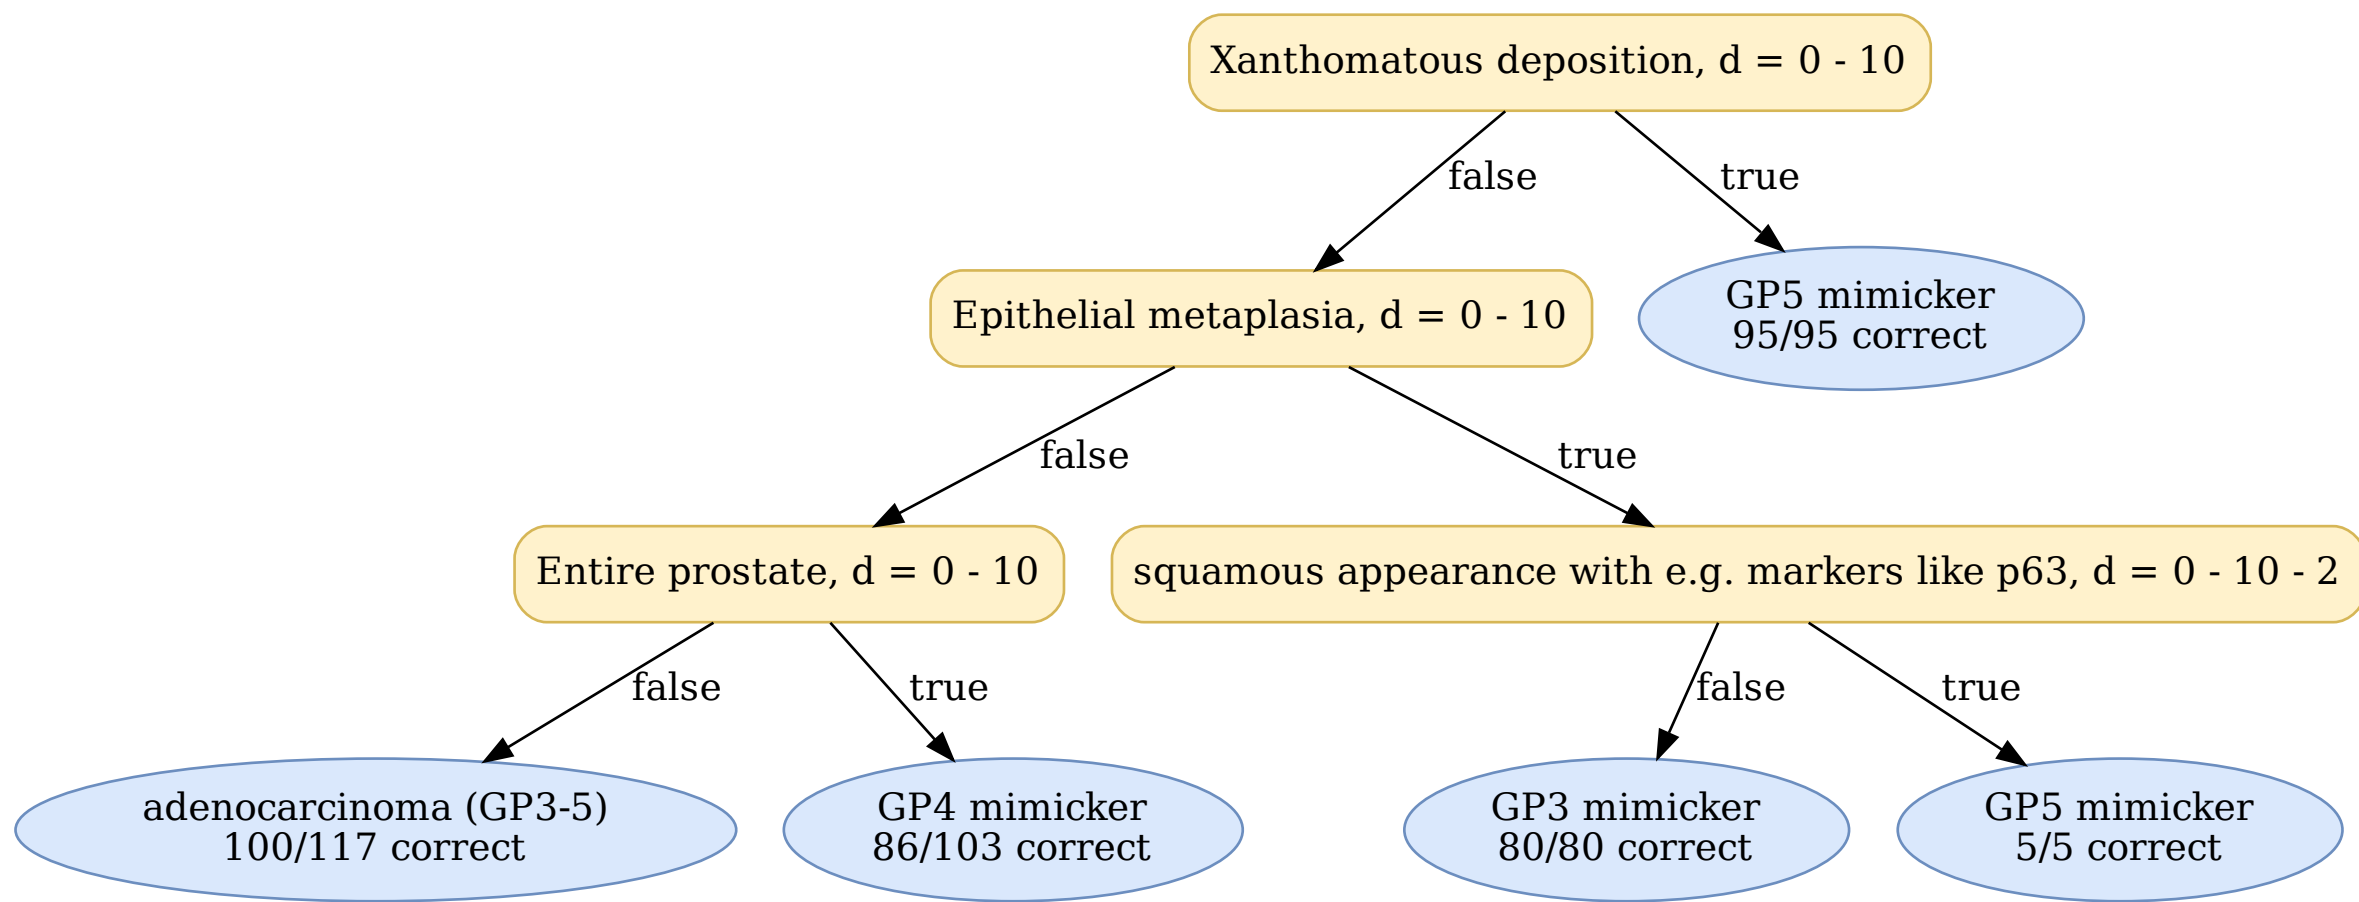 Xanthomatous deposition, d = 0 - 10
false
true
Epithelial metaplasia, d = 0 - 10
GP5 mimicker
95/95 correct
false
true
Entire prostate, d = 0 - 10
squamous appearance with e.g. markers like p63, d = 0 - 10 - 2
false
true
false
true
adenocarcinoma (GP3-5)
100/117 correct
GP4 mimicker
86/103 correct
GP3 mimicker
80/80 correct
GP5 mimicker
5/5 correct